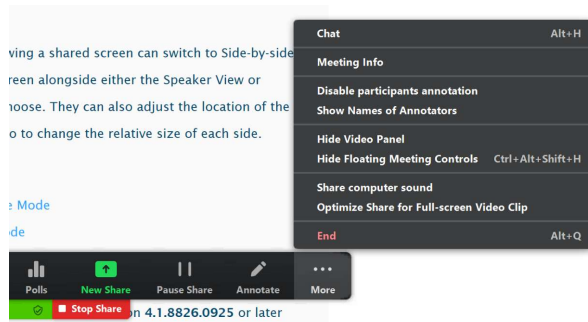 ving a shared screen can switch to Side-by-side
reen alongside either the Speaker View or
hoose. They can also adjust the location of the
o to change the relative size of each side.
e Mode
ode
Chat Alt+H
Meeting Info
Disable participants annotation
Show Names of Annotators
Hide Video Panel
Hide Floating Meeting Controls Ctrl+Alt+Shift+H
Share computer sound
Optimize Share for Full-screen Video Clip
End Alt+Q
Polls New Share Pause Share Annotate More
Stop Share on 4.1.8826.0925 or later